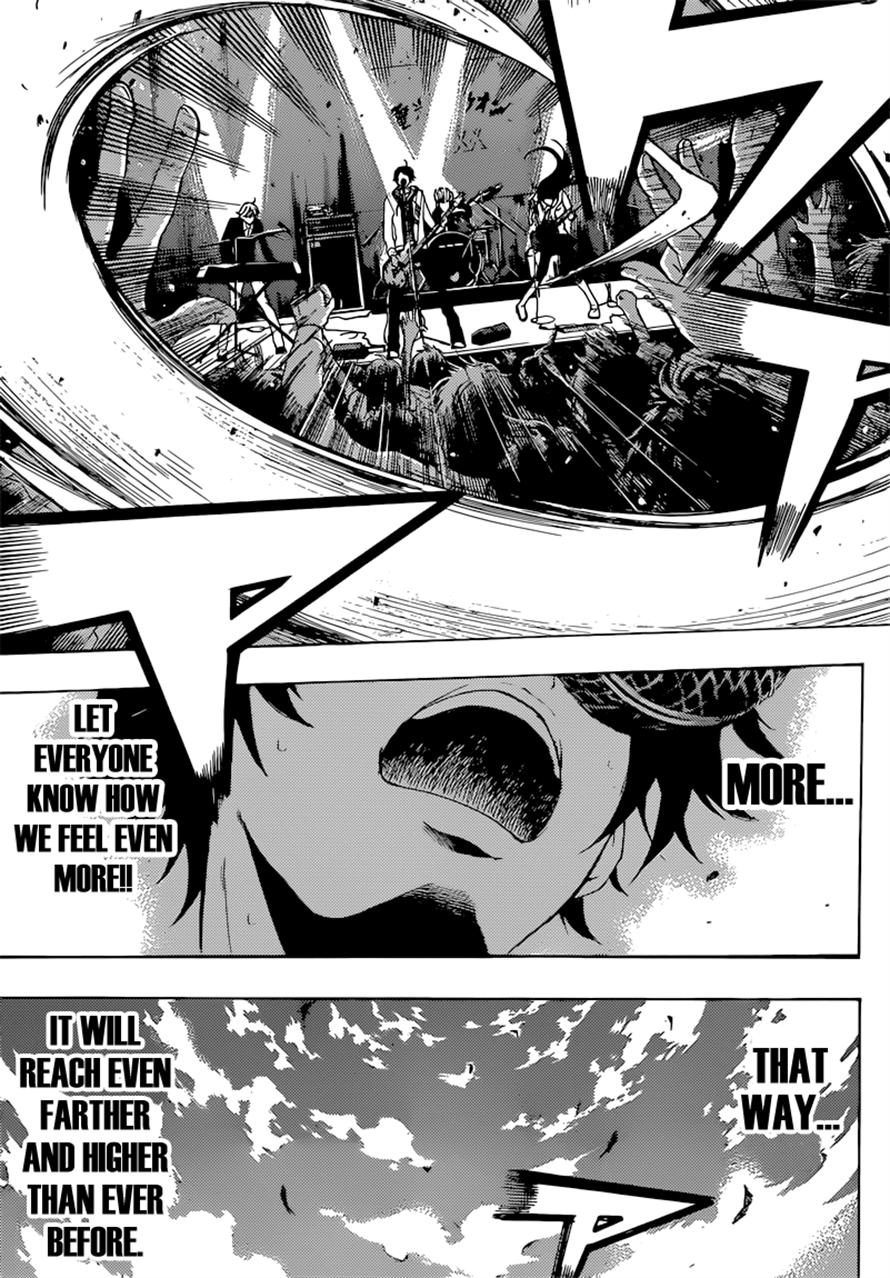 MORE...
LET
EVERYONE
KNOW HOW
WE FEEL EVEN
MORE!!
THAT
WAY...
IT WILL
REACH EVEN
FARTHER
AND HIGHER
THAN EVER
BEFORE.